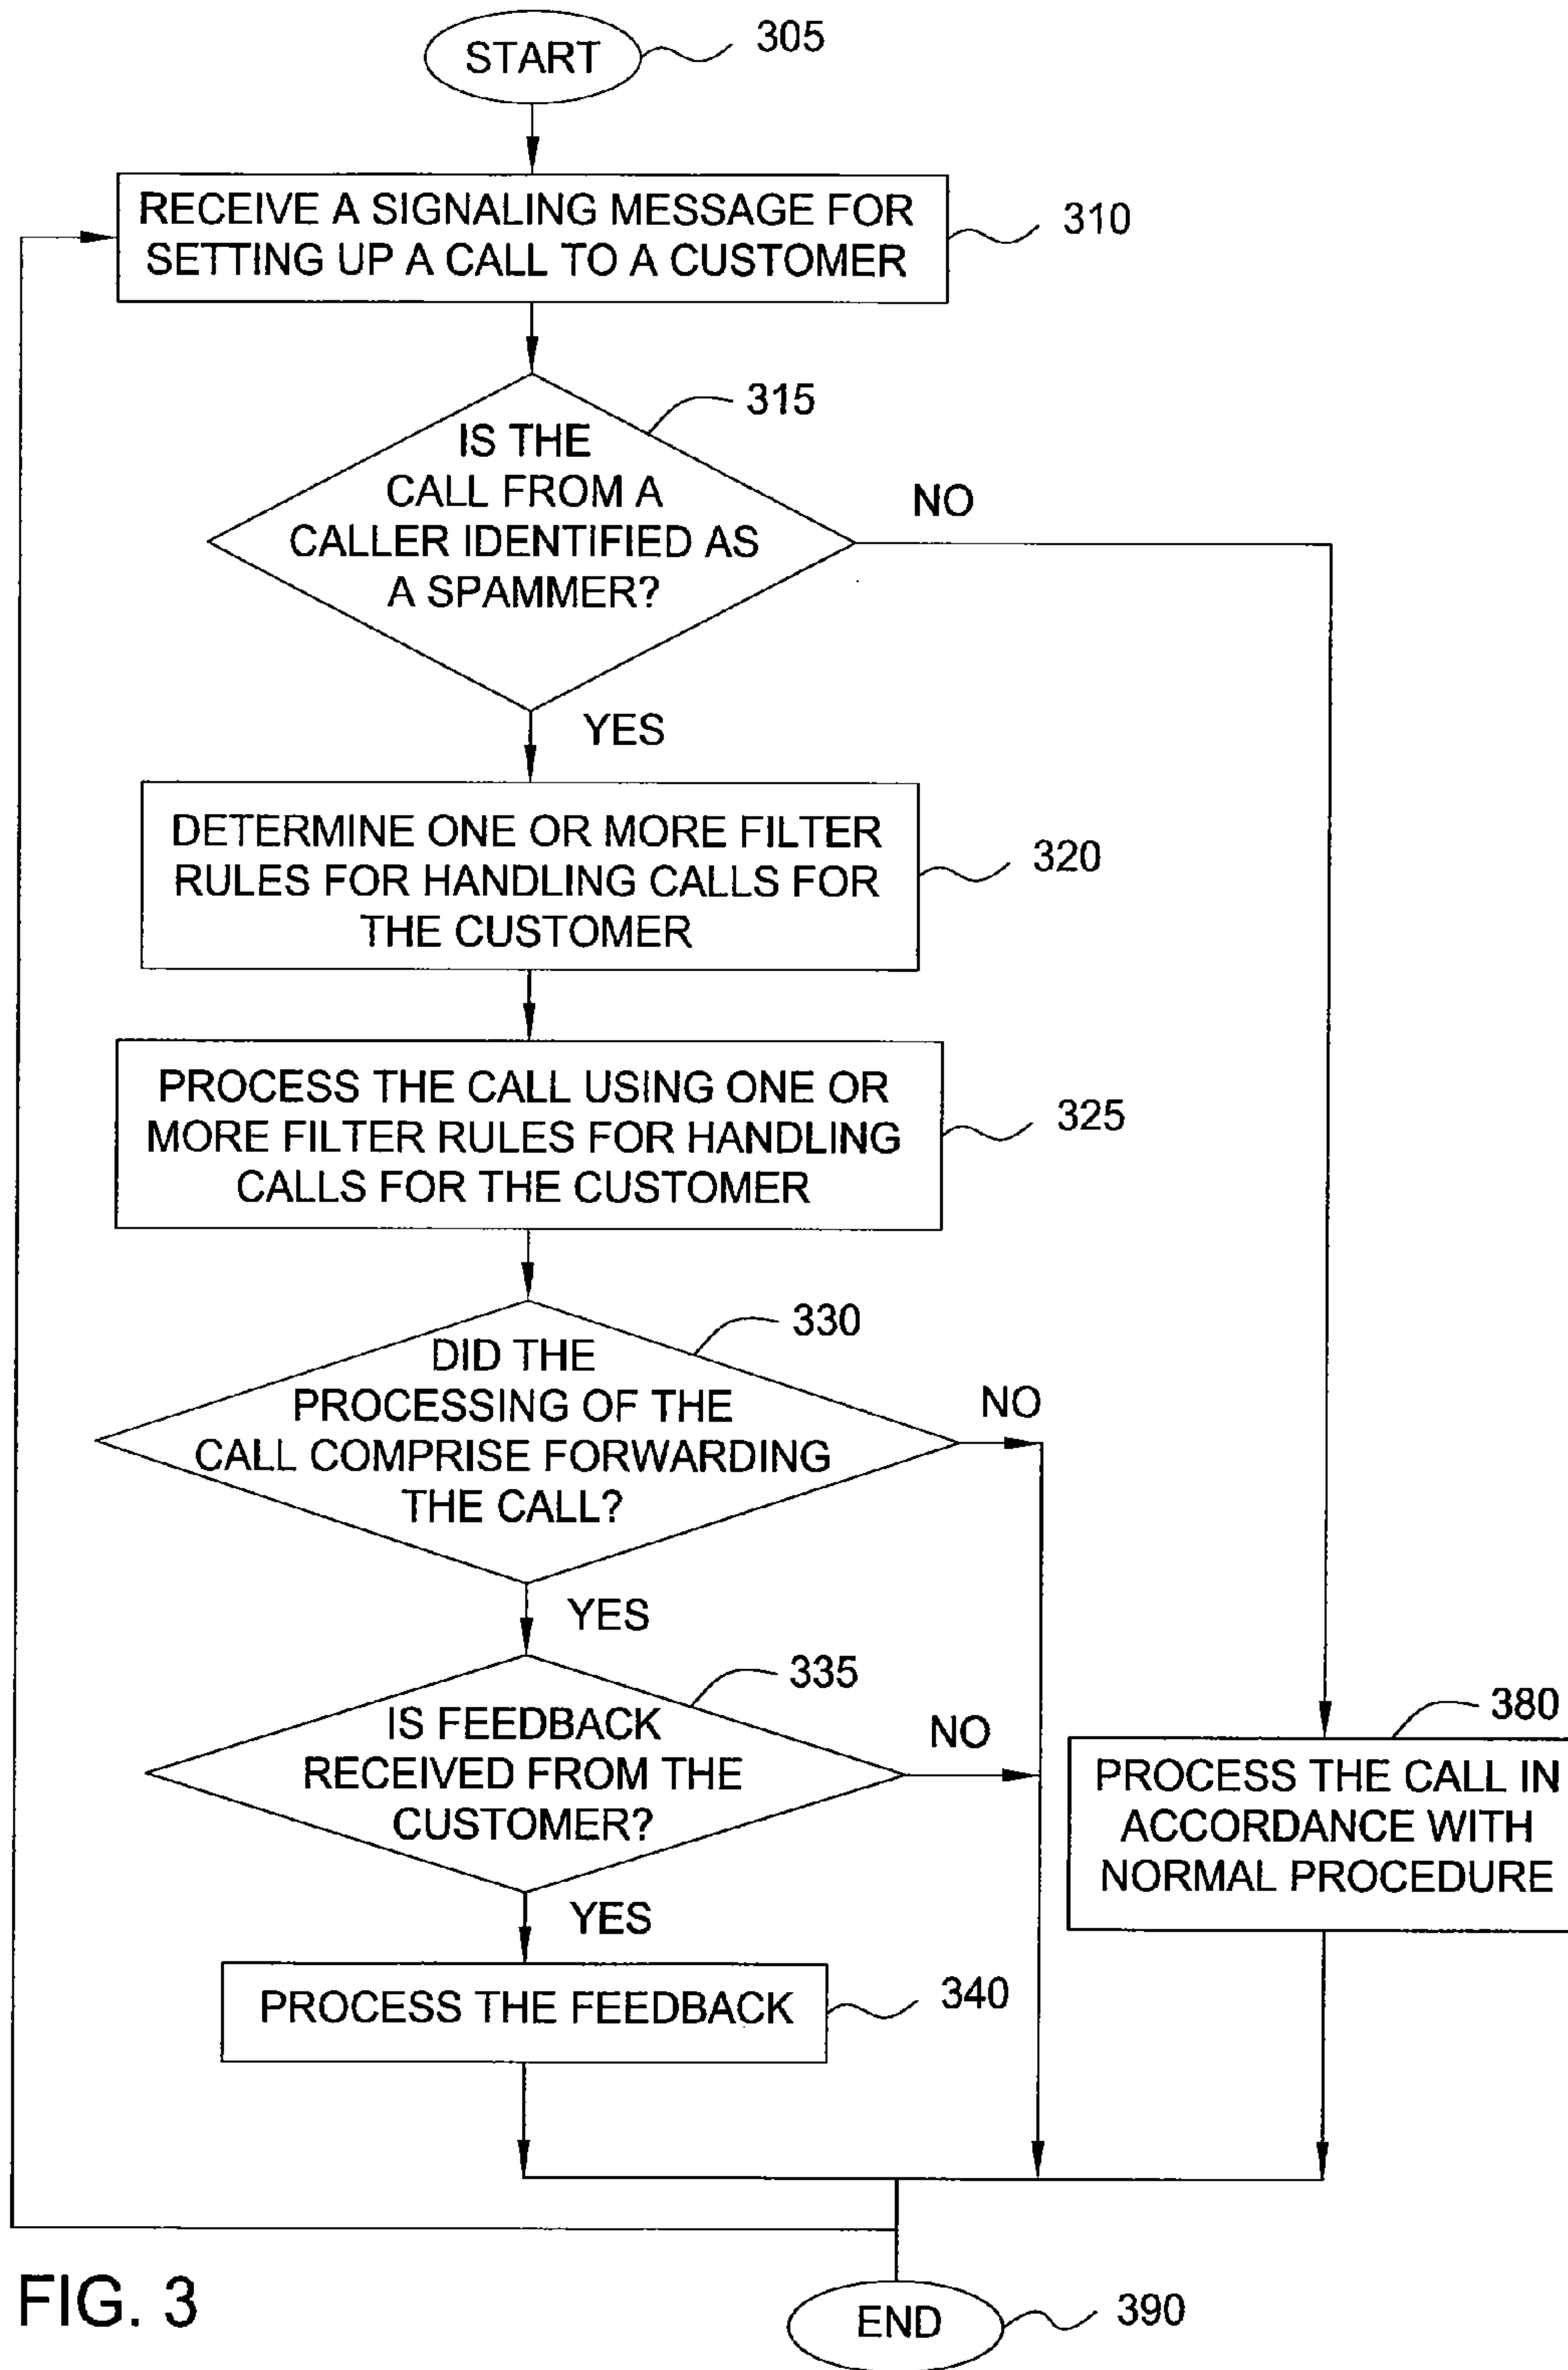 START
305
RECEIVE A SIGNALING MESSAGE FOR
SETTING UP A CALL TO A CUSTOMER
310
315
IS THE
CALL FROM A
CALLER IDENTIFIED AS
A SPAMMER?
NO
YES
DETERMINE ONE OR MORE FILTER
RULES FOR HANDLING CALLS FOR
THE CUSTOMER
320
PROCESS THE CALL USING ONE OR
MORE FILTER RULES FOR HANDLING
CALLS FOR THE CUSTOMER
325
330
DID THE
PROCESSING OF THE
CALL COMPRISE FORWARDING
THE CALL?
NO
YES
335
IS FEEDBACK
RECEIVED FROM THE
CUSTOMER?
NO
YES
380
PROCESS THE CALL IN
ACCORDANCE WITH
NORMAL PROCEDURE
PROCESS THE FEEDBACK
340
FIG. 3
END
390